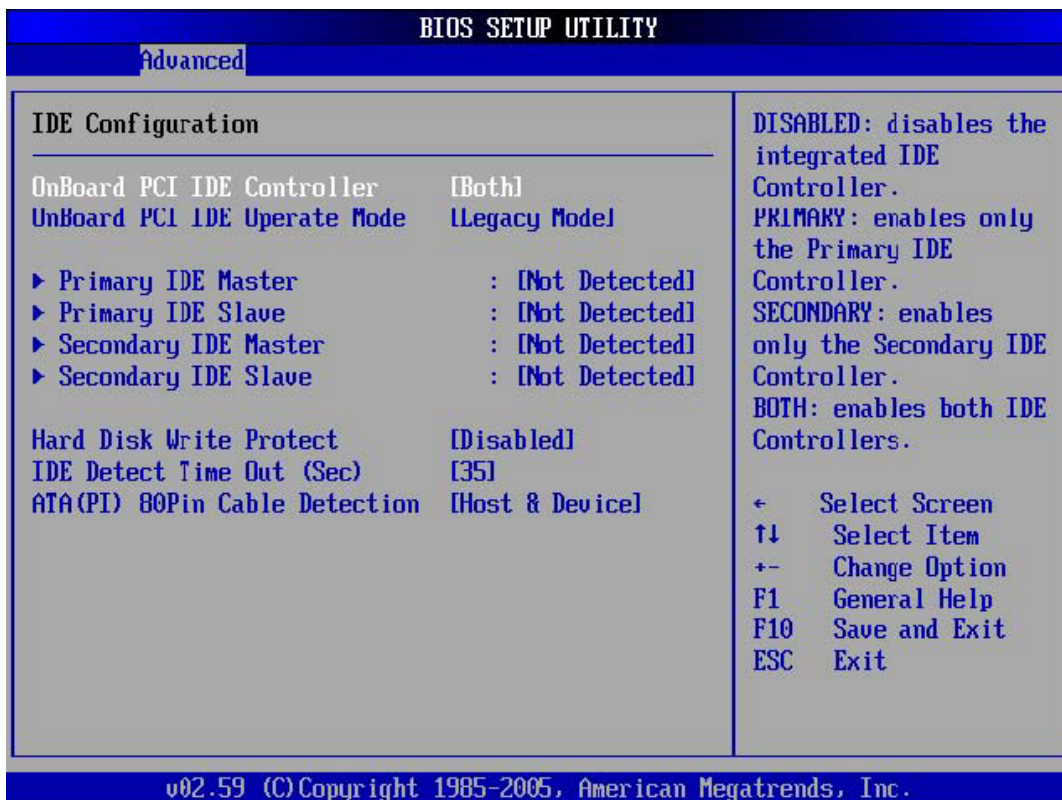 BIOS SETUP UTILITY
Advanced
IDE Configuration
OnBoard PCI IDE Controller [Both]
OnBoard PCI IDE Operate Mode [Legacy Mode]
▶ Primary IDE Master : [Not Detected]
▶ Primary IDE Slave : [Not Detected]
▶ Secondary IDE Master : [Not Detected]
▶ Secondary IDE Slave : [Not Detected]
Hard Disk Write Protect [Disabled]
IDE Detect Time Out (Sec) [35]
ATA(PI) 80Pin Cable Detection [Host & Device]
DISABLED: disables the
integrated IDE
Controller.
PRIMARY: enables only
the Primary IDE
Controller.
SECONDARY: enables
only the Secondary IDE
Controller.
BOTH: enables both IDE
Controllers.
← Select Screen
↑↓ Select Item
+- Change Option
F1 General Help
F10 Save and Exit
ESC Exit
v02.59 (C)Copyright 1985-2005, American Megatrends, Inc.